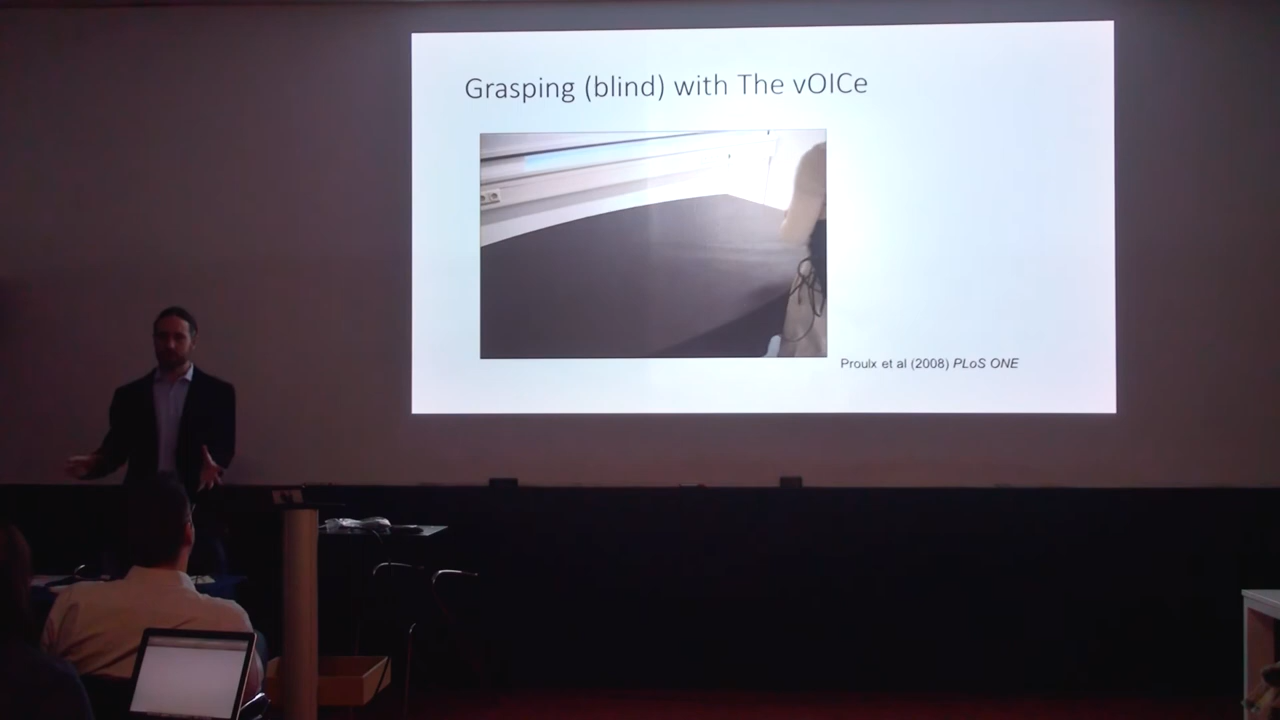 Grasping (blind) with The vOICe
Proulx et al (2008) PLoS ONE